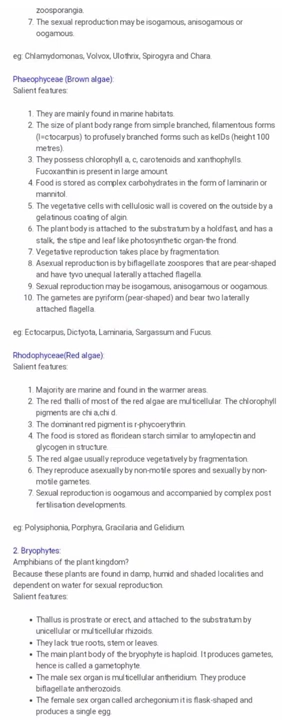 zoosporangia.
7. The sexual reproduction may be isogamous, anisogamous or
oogamous.
eg: Chlamydomonas, Volvox, Ulothrix, Spirogyra and Chara.
Phaeophyceae (Brown algae):
Salient features:
1. They are mainly found in marine habitats.
2. The size of plant body range from simple branched, filamentous forms
(l=ctocarpus) to profusely branched forms such as kelDs (height 100
metres).
3. They possess chlorophyll a, c, carotenoids and xanthophylls.
Fucoxanthin is present in large amount.
4. Food is stored as complex carbohydrates in the form of laminarin or
mannitol.
5. The vegetative cells with cellulosic wall is covered on the outside by a
gelatinous coating of algin.
6. The plant body is attached to the substratum by a holdfast, and has a
stalk, the stipe and leaf like photosynthetic organ-the frond.
7. Vegetative reproduction takes place by fragmentation.
8. Asexual reproduction is by biflagellate zoospores that are pear-shaped
and have tyvo unequal laterally attached flagella.
9. Sexual reproduction may be isogamous, anisogamous or oogamous.
10. The gametes are pyriform (pear-shaped) and bear two laterally
attached flagella.
eg: Ectocarpus, Dictyota, Laminaria, Sargassum and Fucus.
Rhodophyceae(Red algae):
Salient features:
1. Majority are marine and found in the warmer areas.
2. The red thalli of most of the red algae are multicellular. The chlorophyll
pigments are chi a,chi d.
3. The dominant red pigment is r-phycoerythrin.
4. The food is stored as floridean starch similar to amylopectin and
glycogen in structure.
5. The red algae usually reproduce vegetatively by fragmentation.
6. They reproduce asexually by non-motile spores and sexually by non-
motile gametes.
7. Sexual reproduction is oogamous and accompanied by complex post
fertilisation developments.
eg: Polysiphonia, Porphyra, Gracilaria and Gelidium.
2. Bryophytes:
Amphibians of the plant kingdom?
Because these plants are found in damp, humid and shaded localities and
dependent on water for sexual reproduction.
Salient features:
• Thallus is prostrate or erect, and attached to the substratum by
unicellular or multicellular rhizoids.
• They lack true roots, stem or leaves.
• The main plant body of the bryophyte is haploid. It produces gametes,
hence is called a gametophyte.
• The male sex organ is multicellular antheridium. They produce
biflagellate antherozoids.
• The female sex organ called archegonium it is flask-shaped and
produces a single egg.